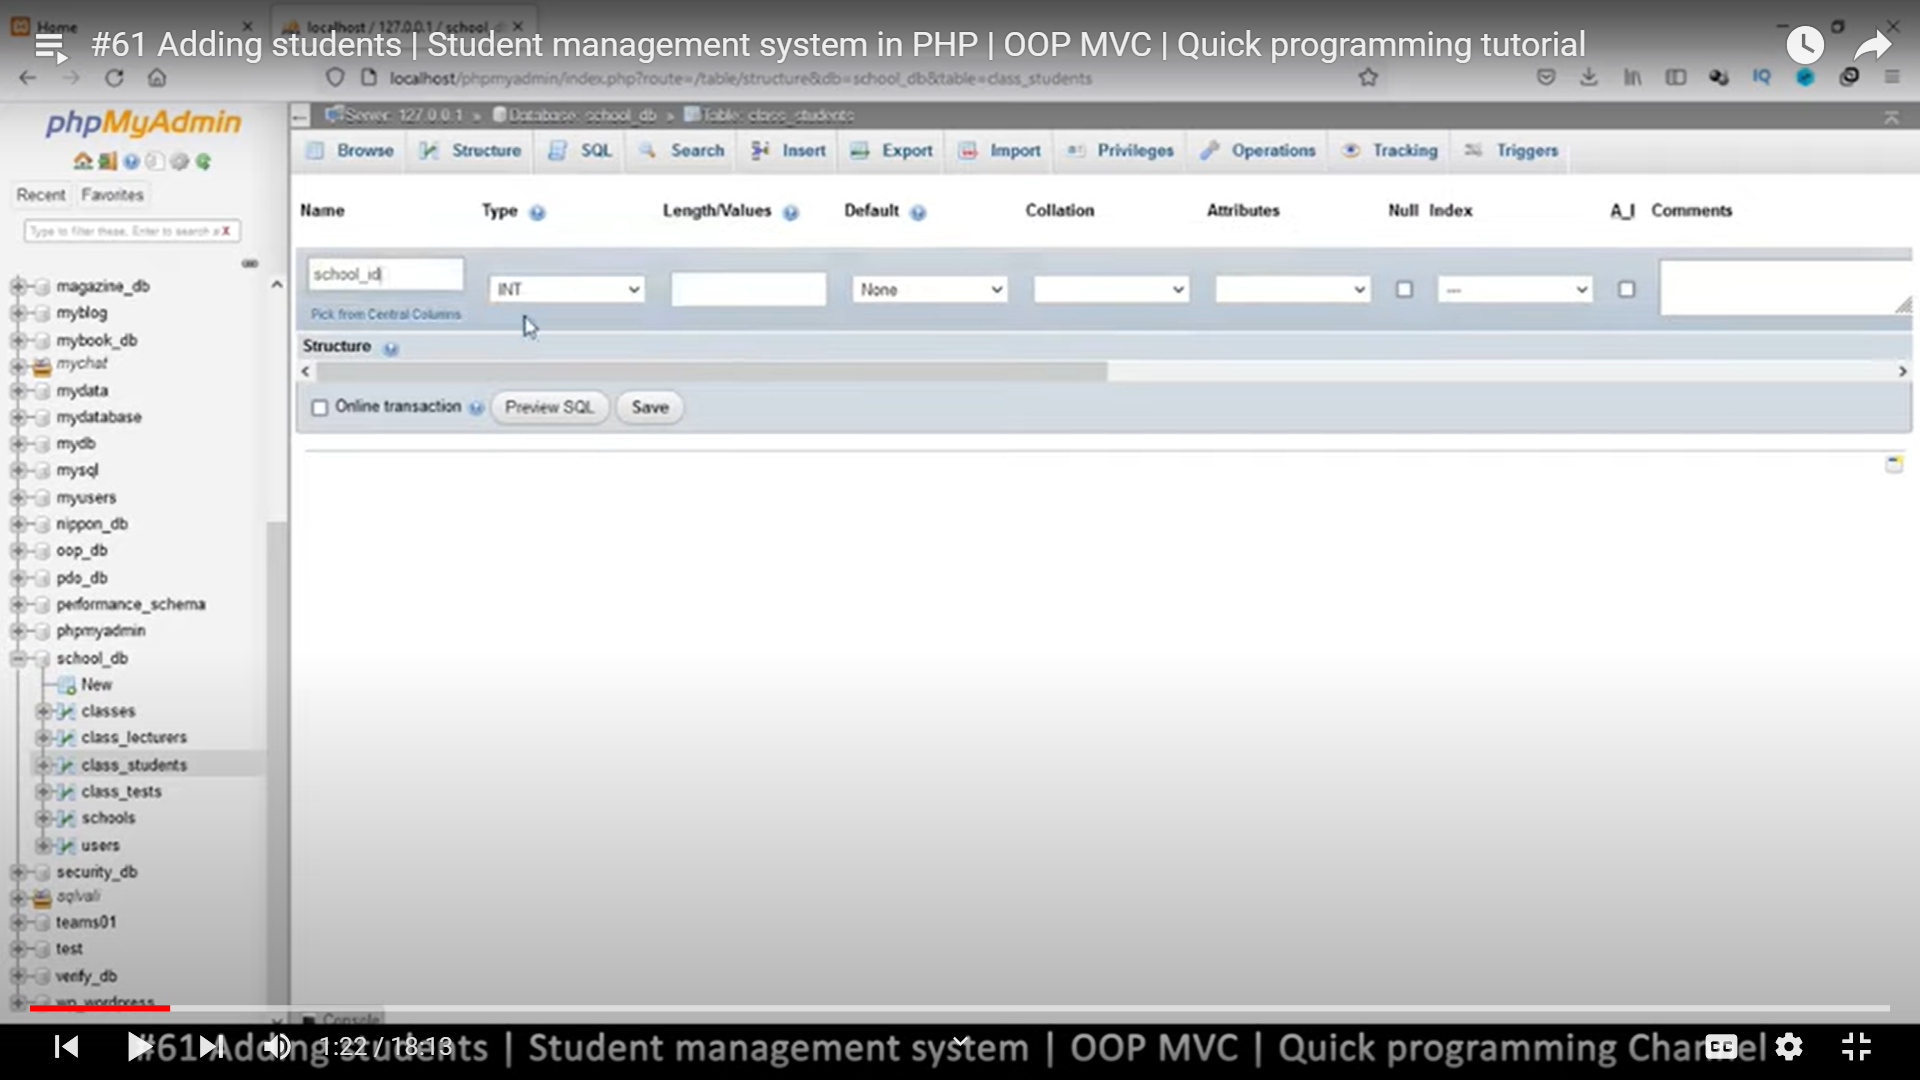 Home
localhost / 127.0.0.1 / school_
#61 Adding students | Student management system in PHP | OOP MVC | Quick programming tutorial
localhost/phpmyadmin/index.php?route=/table/structure&db=school_db&table=class_students
IQ
phpMyAdmin
Server: 127.0.0.1 » Database: school_db » Table: class_students
Browse Structure SQL Search Insert Export Import Privileges Operations Tracking Triggers
Recent Favorites
Type to filter these, Enter to search a X
Name Type Length/Values Default Collation Attributes Null Index A_I Comments
school_id INT None ---
Pick from Central Columns
Structure
Online transaction Preview SQL Save
magazine_db
myblog
mybook_db
mychat
mydata
mydatabase
mydb
mysql
myusers
nippon_db
oop_db
pdo_db
performance_schema
phpmyadmin
school_db
New
classes
class_lecturers
class_students
class_tests
schools
users
security_db
sqlvali
teams01
test
verify_db
wp_wordpress
Console
1:22 / 18:13
#61 Adding students | Student management system | OOP MVC | Quick programming Channel
CC